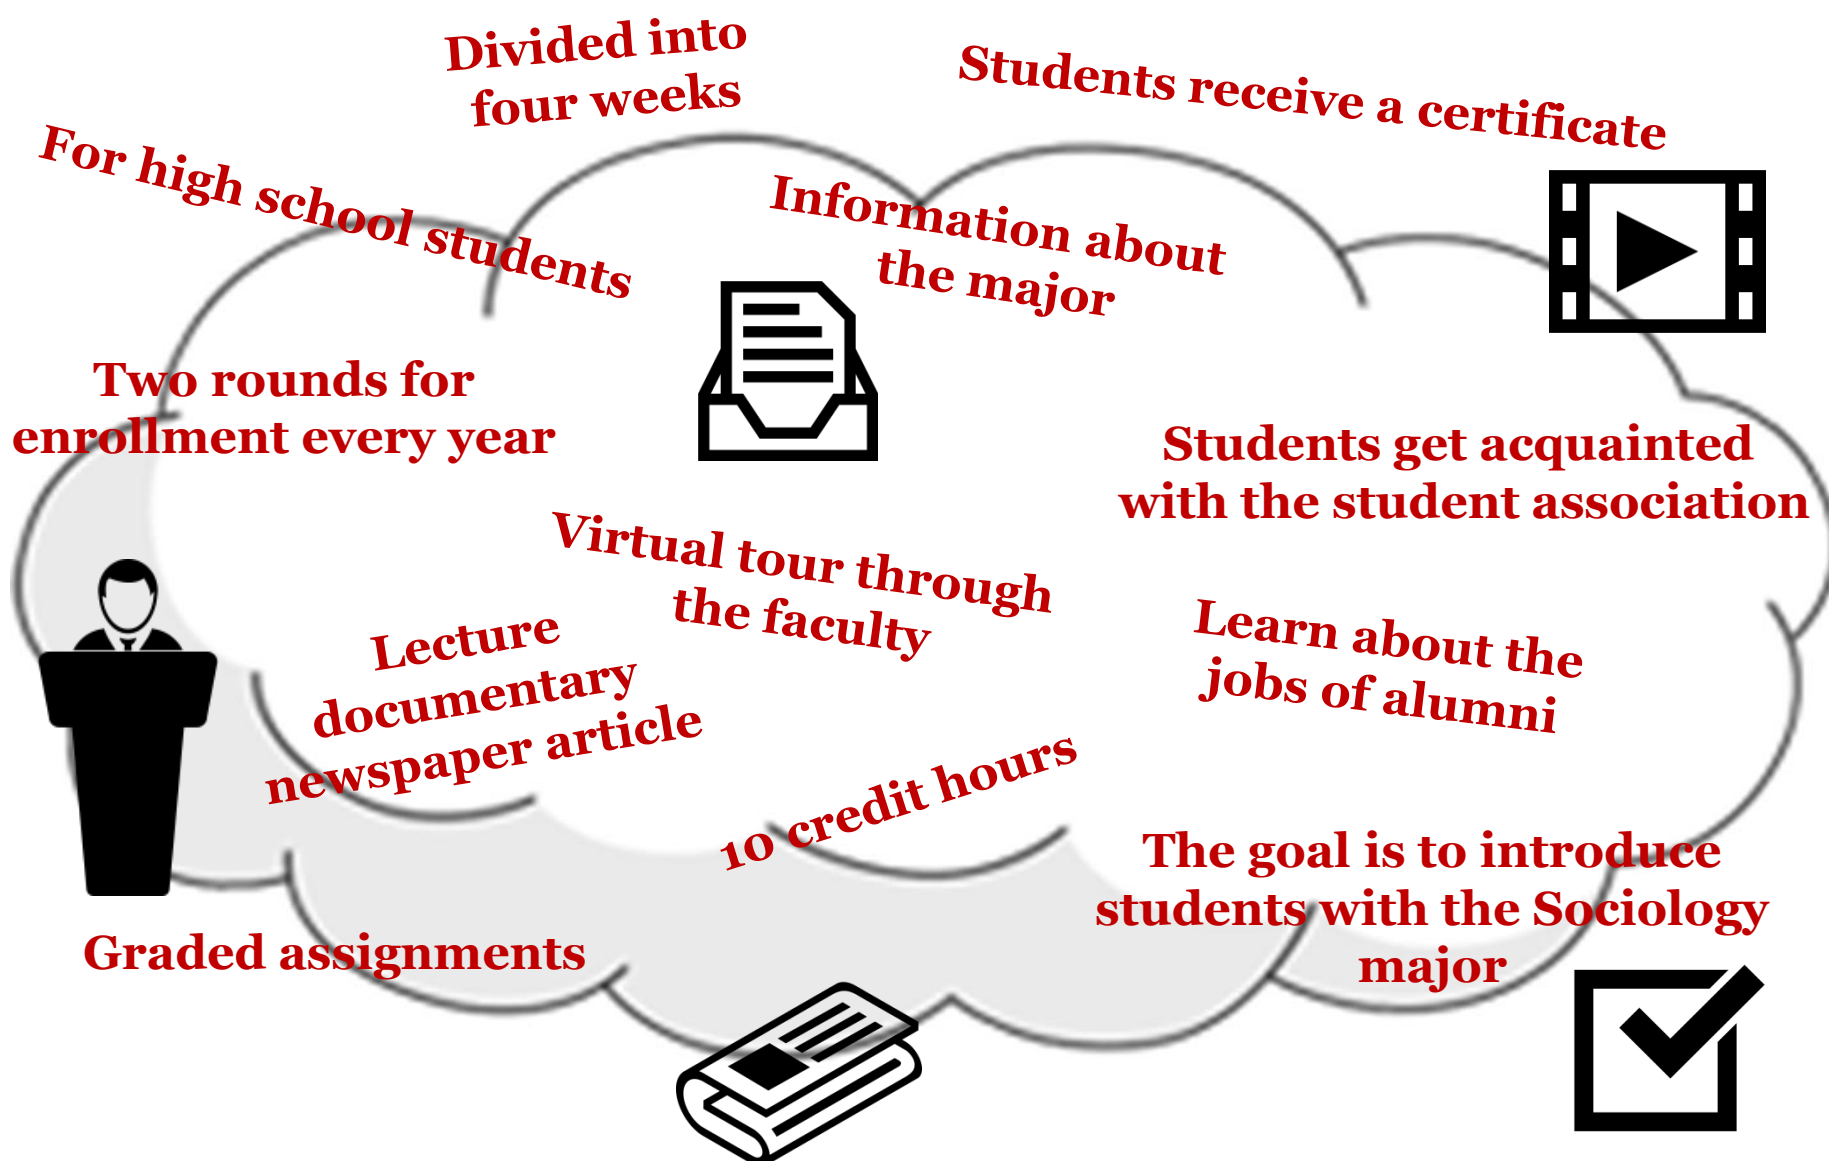 Divided into
four weeks
Students receive a certificate
For high school students
Information about
the major
Two rounds for
enrollment every year
Students get acquainted
with the student association
Virtual tour through
the faculty
Learn about the
jobs of alumni
Lecture
documentary
newspaper article
10 credit hours
The goal is to introduce
students with the Sociology
major
Graded assignments